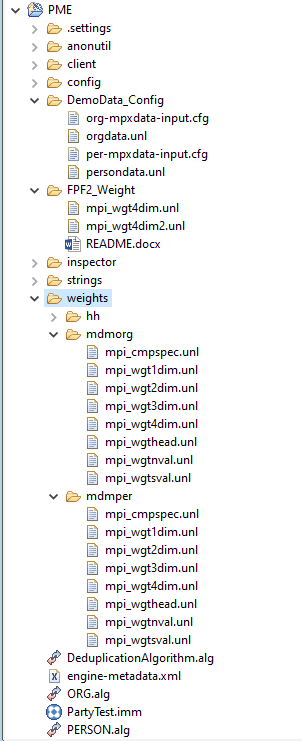 PME
.settings
anonutil
client
config
DemoData_Config
org-mpxdata-input.cfg
orgdata.unl
per-mpxdata-input.cfg
persondata.unl
FPF2_Weight
mpi_wgt4dim.unl
mpi_wgt4dim2.unl
README.docx
inspector
strings
weights
hh
mdmorg
mpi_cmpspec.unl
mpi_wgt1dim.unl
mpi_wgt2dim.unl
mpi_wgt3dim.unl
mpi_wgt4dim.unl
mpi_wgthead.unl
mpi_wgtnval.unl
mpi_wgtsval.unl
mdmper
mpi_cmpspec.unl
mpi_wgt1dim.unl
mpi_wgt2dim.unl
mpi_wgt3dim.unl
mpi_wgt4dim.unl
mpi_wgthead.unl
mpi_wgtnval.unl
mpi_wgtsval.unl
DeduplicationAlgorithm.alg
engine-metadata.xml
ORG.alg
PartyTest.imm
PERSON.alg